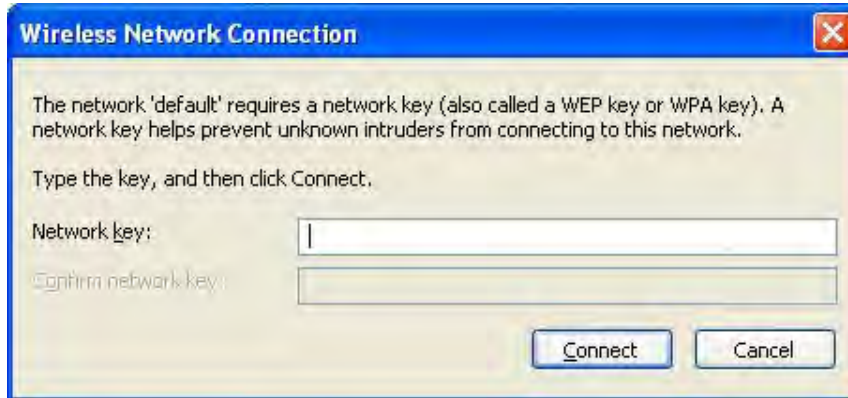 Wireless Network Connection
The network 'default' requires a network key (also called a WEP key or WPA key). A
network key helps prevent unknown intruders from connecting to this network.
Type the key, and then click Connect.
Network key:
Confirm network key:
Connect Cancel